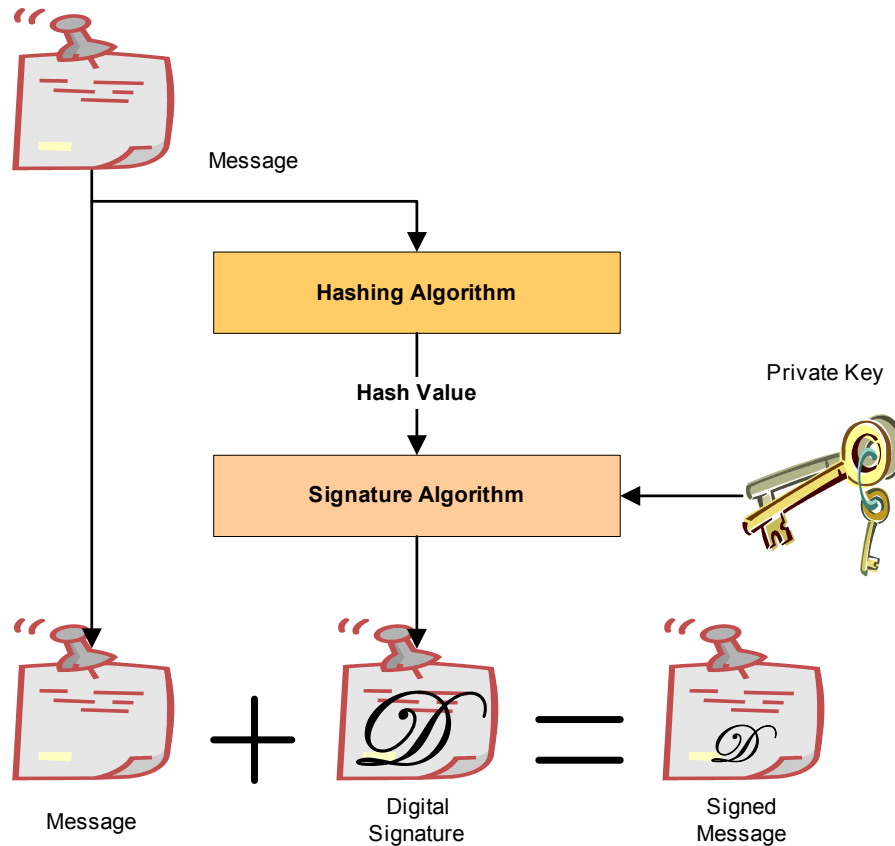 Message
Hashing Algorithm
Hash Value
Private Key
Signature Algorithm
D
D
Message
Digital
Signature
Signed
Message